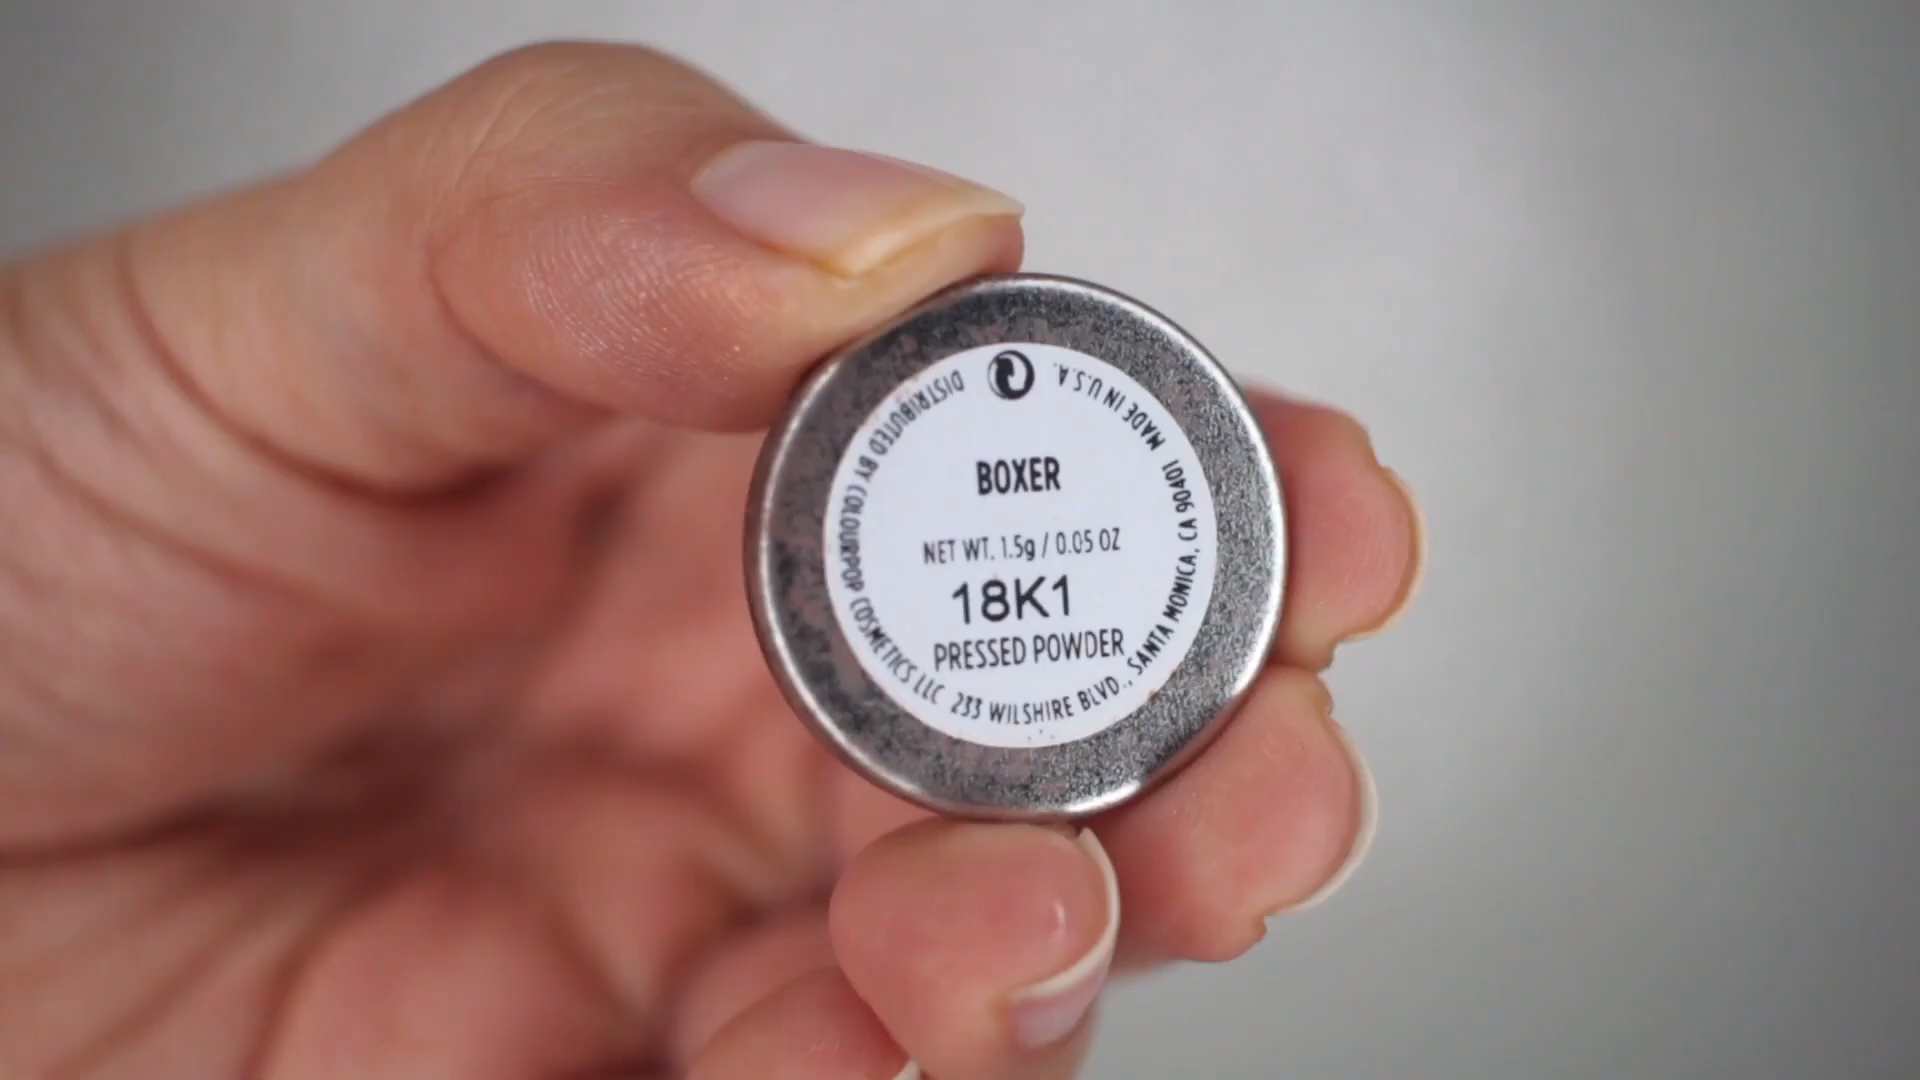 BOXER
NET WT. 1.5g / 0.05 OZ
18K1
PRESSED POWDER
DISTRIBUTED BY COLOURPOP COSMETICS LLC 233 WILSHIRE BLVD., SANTA MONICA, CA 90401 MADE IN U.S.A.